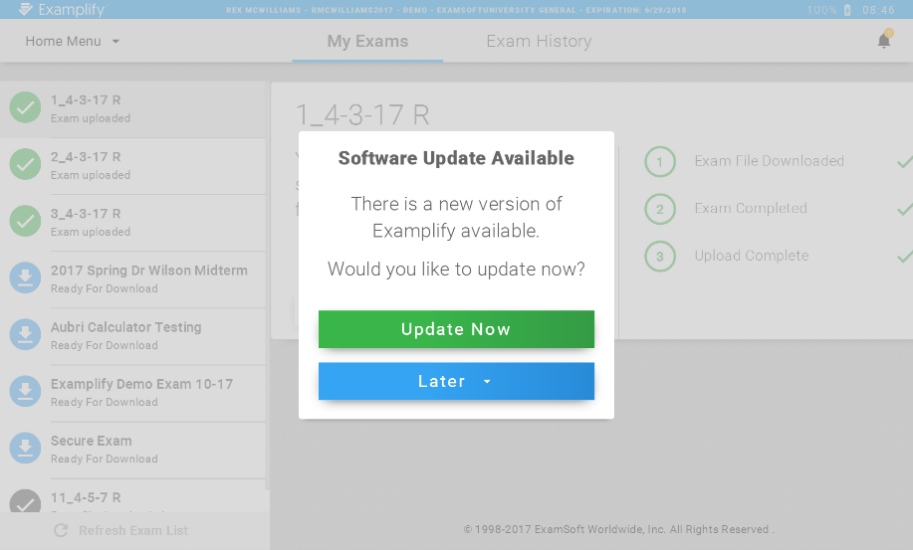 Examplify
REX MCWILLIAMS - RMCWILLIAMS2017 - DEMO - EXAMSOFTUNIVERSITY GENERAL - EXPIRATION: 6/29/2018
100%
08:46
Home Menu
My Exams
Exam History
1_4-3-17 R
Exam uploaded
2_4-3-17 R
Exam uploaded
3_4-3-17 R
Exam uploaded
2017 Spring Dr Wilson Midterm
Ready For Download
Aubri Calculator Testing
Ready For Download
Examplify Demo Exam 10-17
Ready For Download
Secure Exam
Ready For Download
11_4-5-7 R
Refresh Exam List
1_4-3-17 R
Software Update Available
There is a new version of
Examplify available.
Would you like to update now?
Update Now
Later
1 Exam File Downloaded
2 Exam Completed
3 Upload Complete
© 1998-2017 ExamSoft Worldwide, Inc. All Rights Reserved .